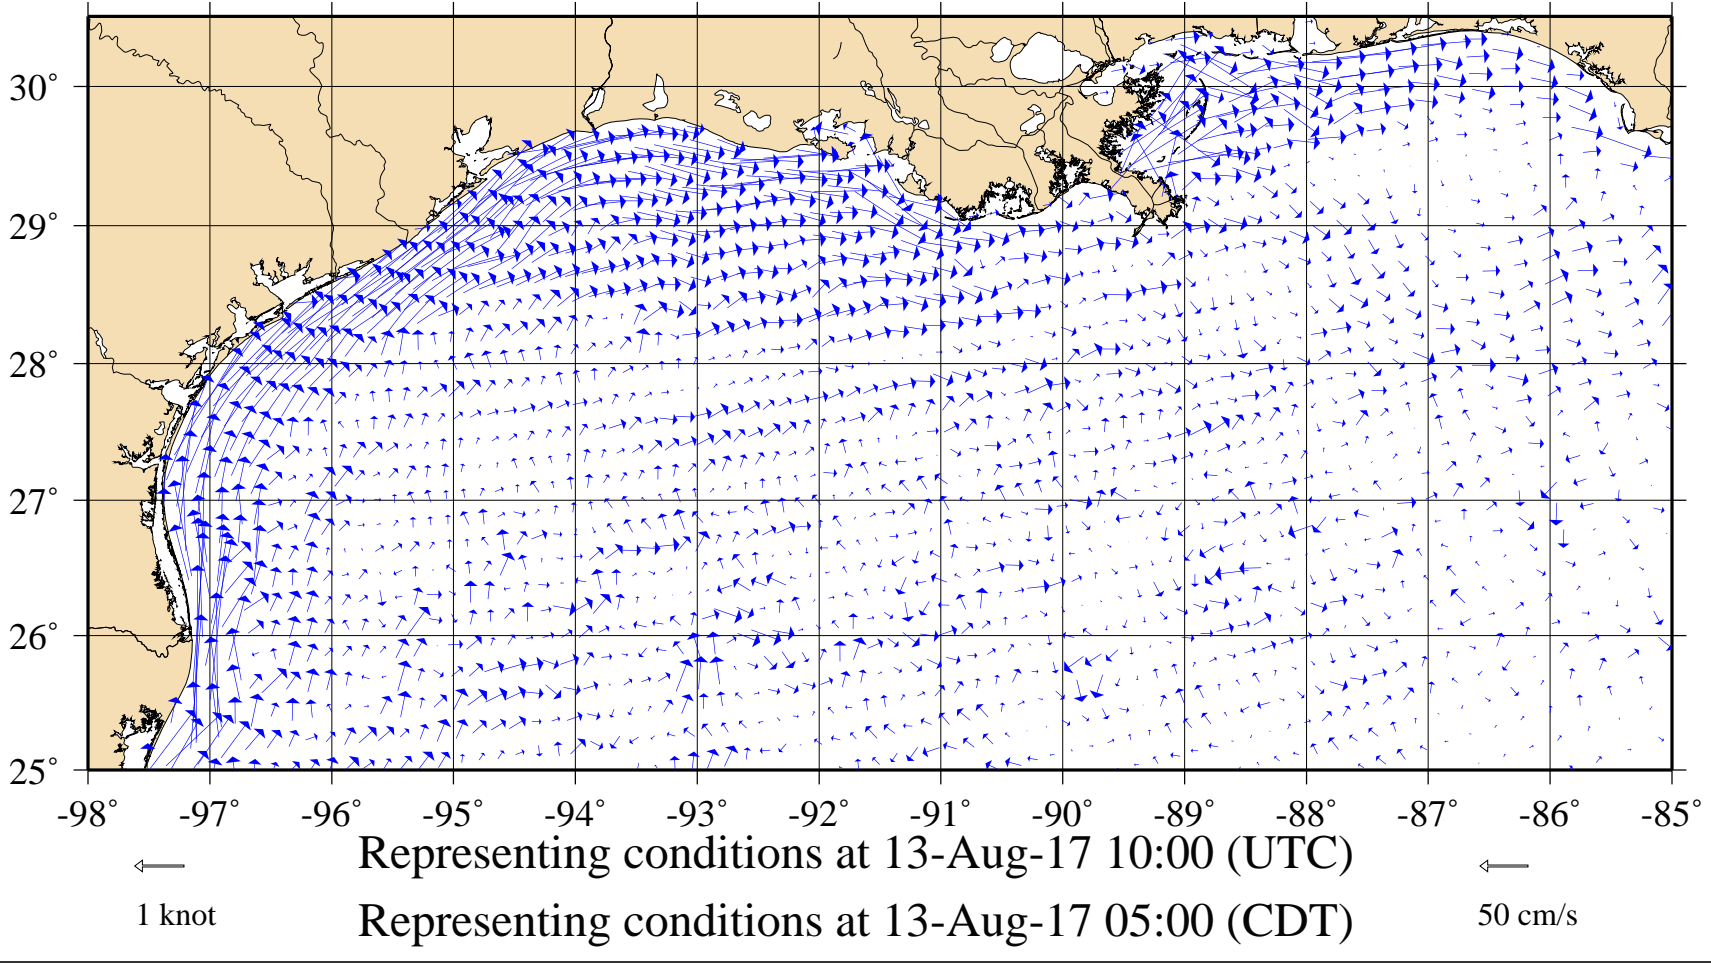 30°
29°
28°
27°
26°
25°
-98° -97° -96° -95° -94° -93° -92° -91° -90° -89° -88° -87° -86° -85°
Representing conditions at 13-Aug-17 10:00 (UTC)
1 knot
Representing conditions at 13-Aug-17 05:00 (CDT)
50 cm/s